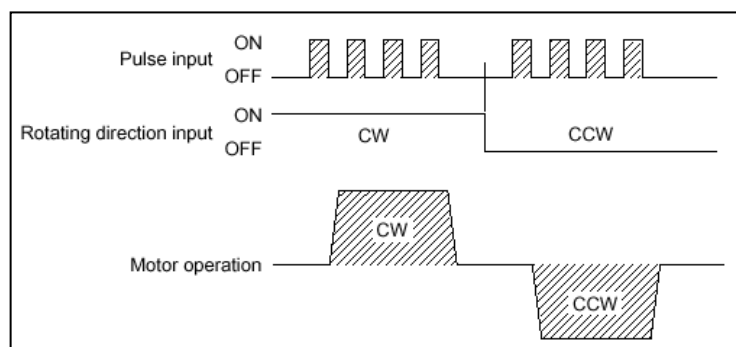 Pulse input
ON
OFF
Rotating direction input
ON
OFF
CW
CCW
Motor operation
CW
CCW